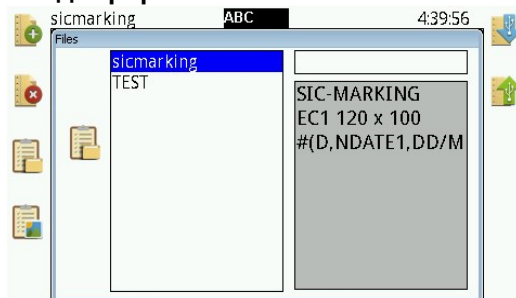 sicmarking ABC 4:39:56
Files
sicmarking
TEST
SIC-MARKING
EC1 120 x 100
#(D,NDATE1,DD/M